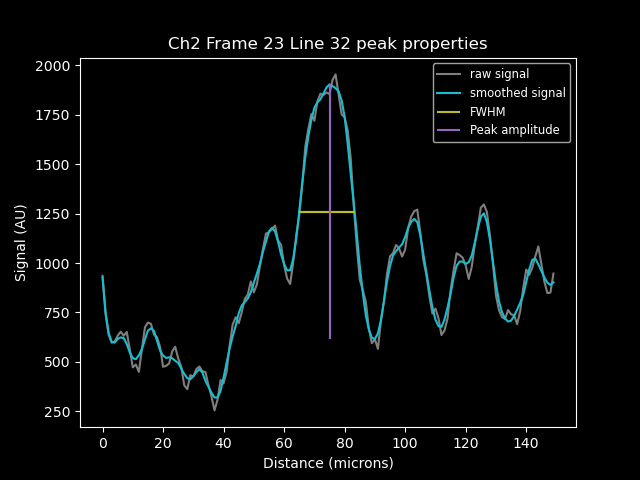 Ch2 Frame 23 Line 32 peak properties
raw signal
smoothed signal
FWHM
Peak amplitude
Signal (AU)
2000
1750
1500
1250
1000
750
500
250
0 20 40 60 80 100 120 140
Distance (microns)